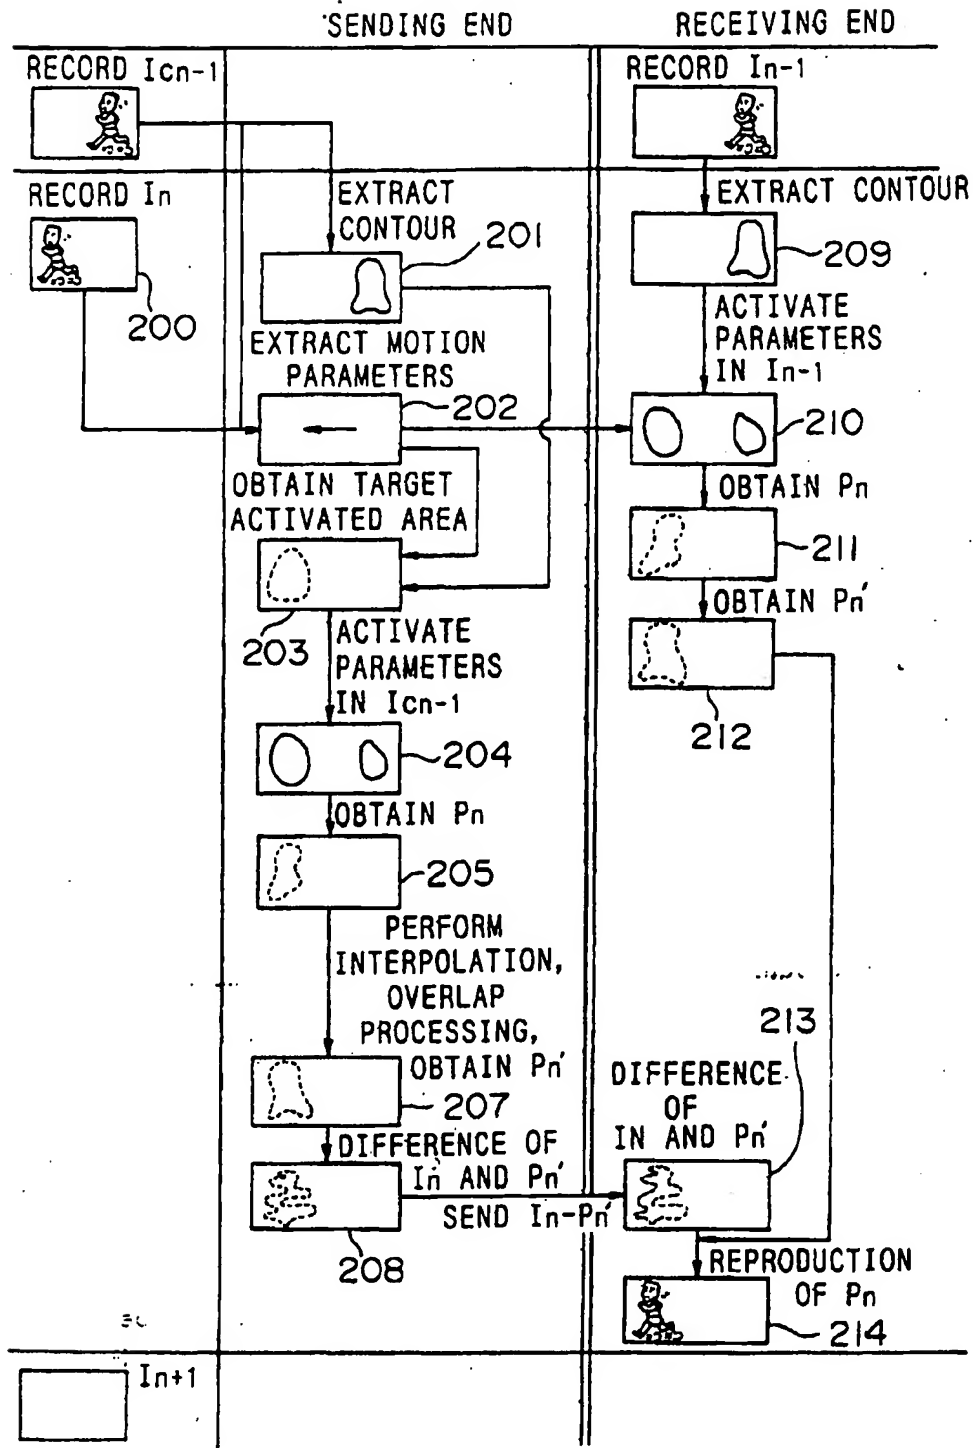 SENDING END
RECEIVING END
RECORD Icn-1
RECORD In-1
RECORD In
200
EXTRACT
CONTOUR
201
EXTRACT CONTOUR
209
EXTRACT MOTION
PARAMETERS
202
ACTIVATE
PARAMETERS
IN In-1
210
OBTAIN TARGET
ACTIVATED AREA
203
OBTAIN Pn
211
OBTAIN Pn'
212
ACTIVATE
PARAMETERS
IN Icn-1
204
OBTAIN Pn
205
PERFORM
INTERPOLATION,
OVERLAP
PROCESSING,
OBTAIN Pn'
207
DIFFERENCE OF
In AND Pn'
208
SEND In-Pn'
213
DIFFERENCE
OF
IN AND Pn'
REPRODUCTION
OF Pn
214
In+1